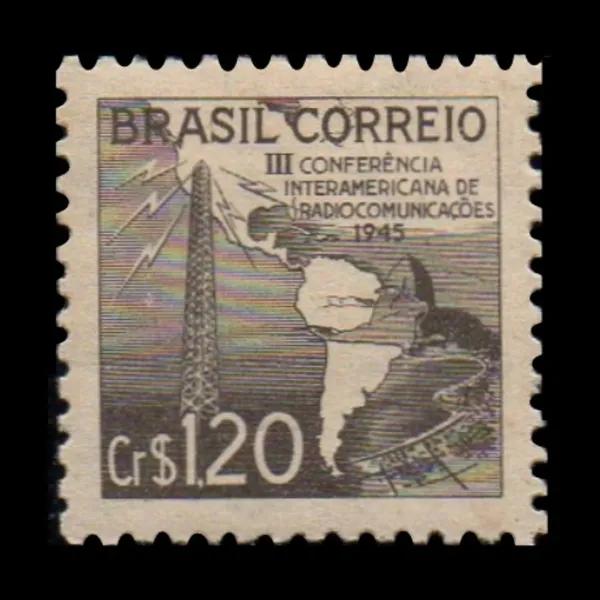 BRASIL CORREIO
III CONFERÊNCIA
INTERAMERICANA DE
RADIOCOMUNICAÇÕES
1945
Cr$1,20